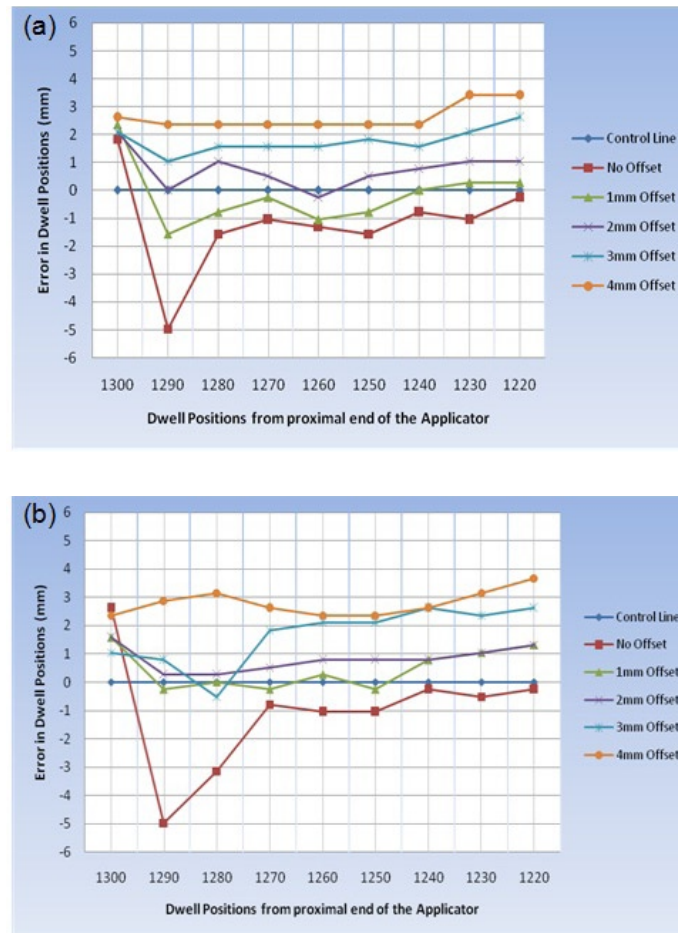 (a)
6
5
4
3
2
1
0
-1
-2
-3
-4
-5
-6
Error in Dwell Positions (mm)
1300 1290 1280 1270 1260 1250 1240 1230 1220
Dwell Positions from proximal end of the Applicator
Control Line
No Offset
1mm Offset
2mm Offset
3mm Offset
4mm Offset
(b)
6
5
4
3
2
1
0
-1
-2
-3
-4
-5
-6
Error in Dwell Positions (mm)
1300 1290 1280 1270 1260 1250 1240 1230 1220
Dwell Positions from proximal end of the Applicator
Control Line
No Offset
1mm Offset
2mm Offset
3mm Offset
4mm Offset